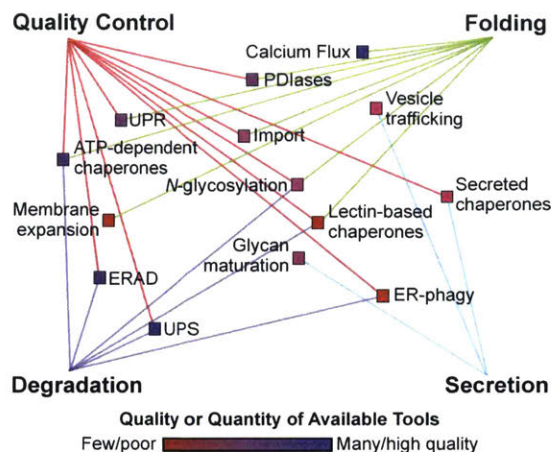 Quality Control
Folding
Calcium Flux
PDIases
UPR
Vesicle
trafficking
Import
ATP-dependent
chaperones
N-glycosylation
Secreted
chaperones
Membrane
expansion
Lectin-based
chaperones
Glycan
maturation
ERAD
ER-phagy
UPS
Degradation
Secretion
Quality or Quantity of Available Tools
Few/poor
Many/high quality